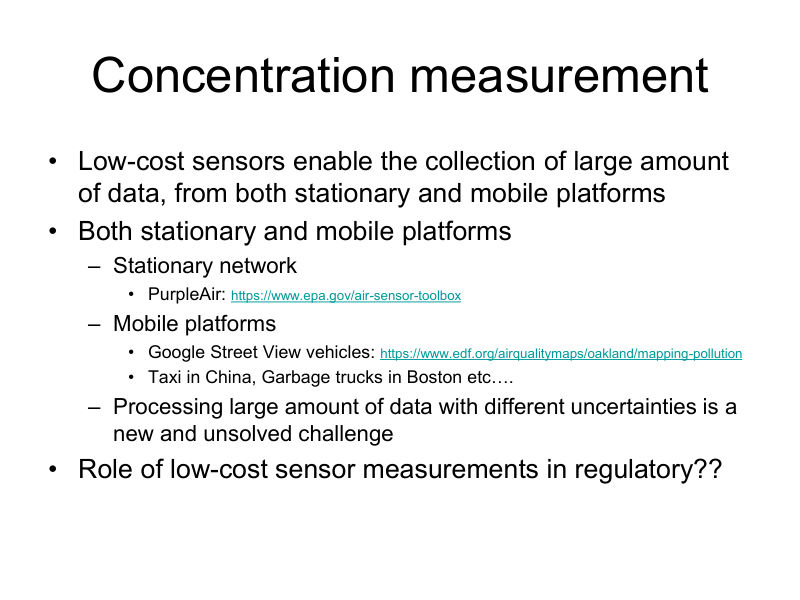 Concentration measurement
• Low-cost sensors enable the collection of large amount
of data, from both stationary and mobile platforms
• Both stationary and mobile platforms
– Stationary network
• PurpleAir: https://www.epa.gov/air-sensor-toolbox
– Mobile platforms
• Google Street View vehicles: https://www.edf.org/airqualitymaps/oakland/mapping-pollution
• Taxi in China, Garbage trucks in Boston etc….
– Processing large amount of data with different uncertainties is a
new and unsolved challenge
• Role of low-cost sensor measurements in regulatory??